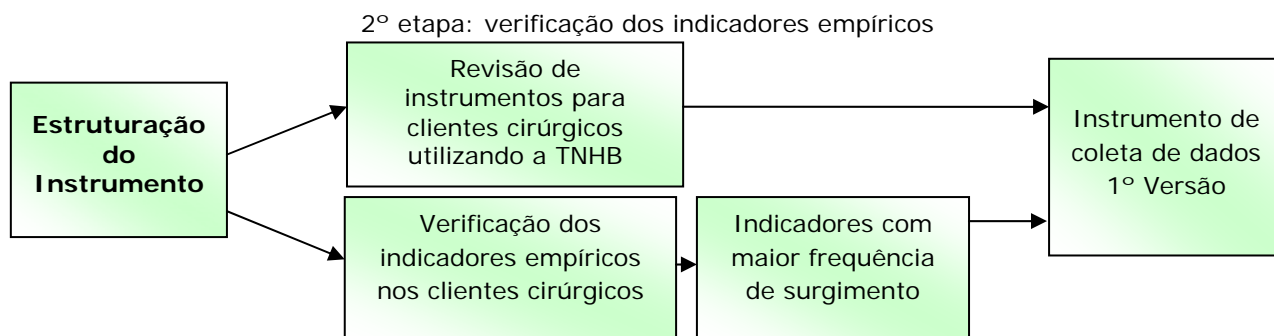 2º etapa: verificação dos indicadores empíricos
Estruturação
do
Instrumento
Revisão de
instrumentos para
clientes cirúrgicos
utilizando a TNHB
Verificação dos
indicadores empíricos
nos clientes cirúrgicos
Indicadores com
maior frequência
de surgimento
Instrumento de
coleta de dados
1º Versão